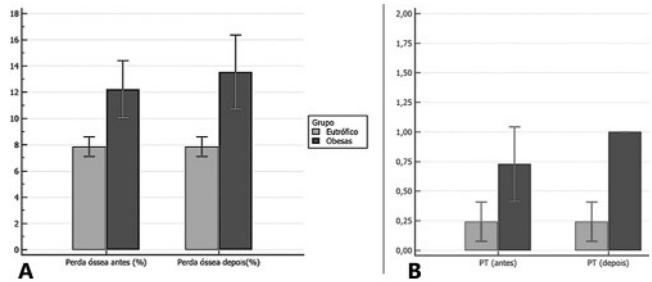 18
16
14
12
10
8
6
4
2
0
Perda óssea antes (%)
Perda óssea depois(%)
A
Grupo
Eutrófico
Obesas
2,00
1,75
1,50
1,25
1,00
0,75
0,50
0,25
0,00
PT (antes)
PT (depois)
B